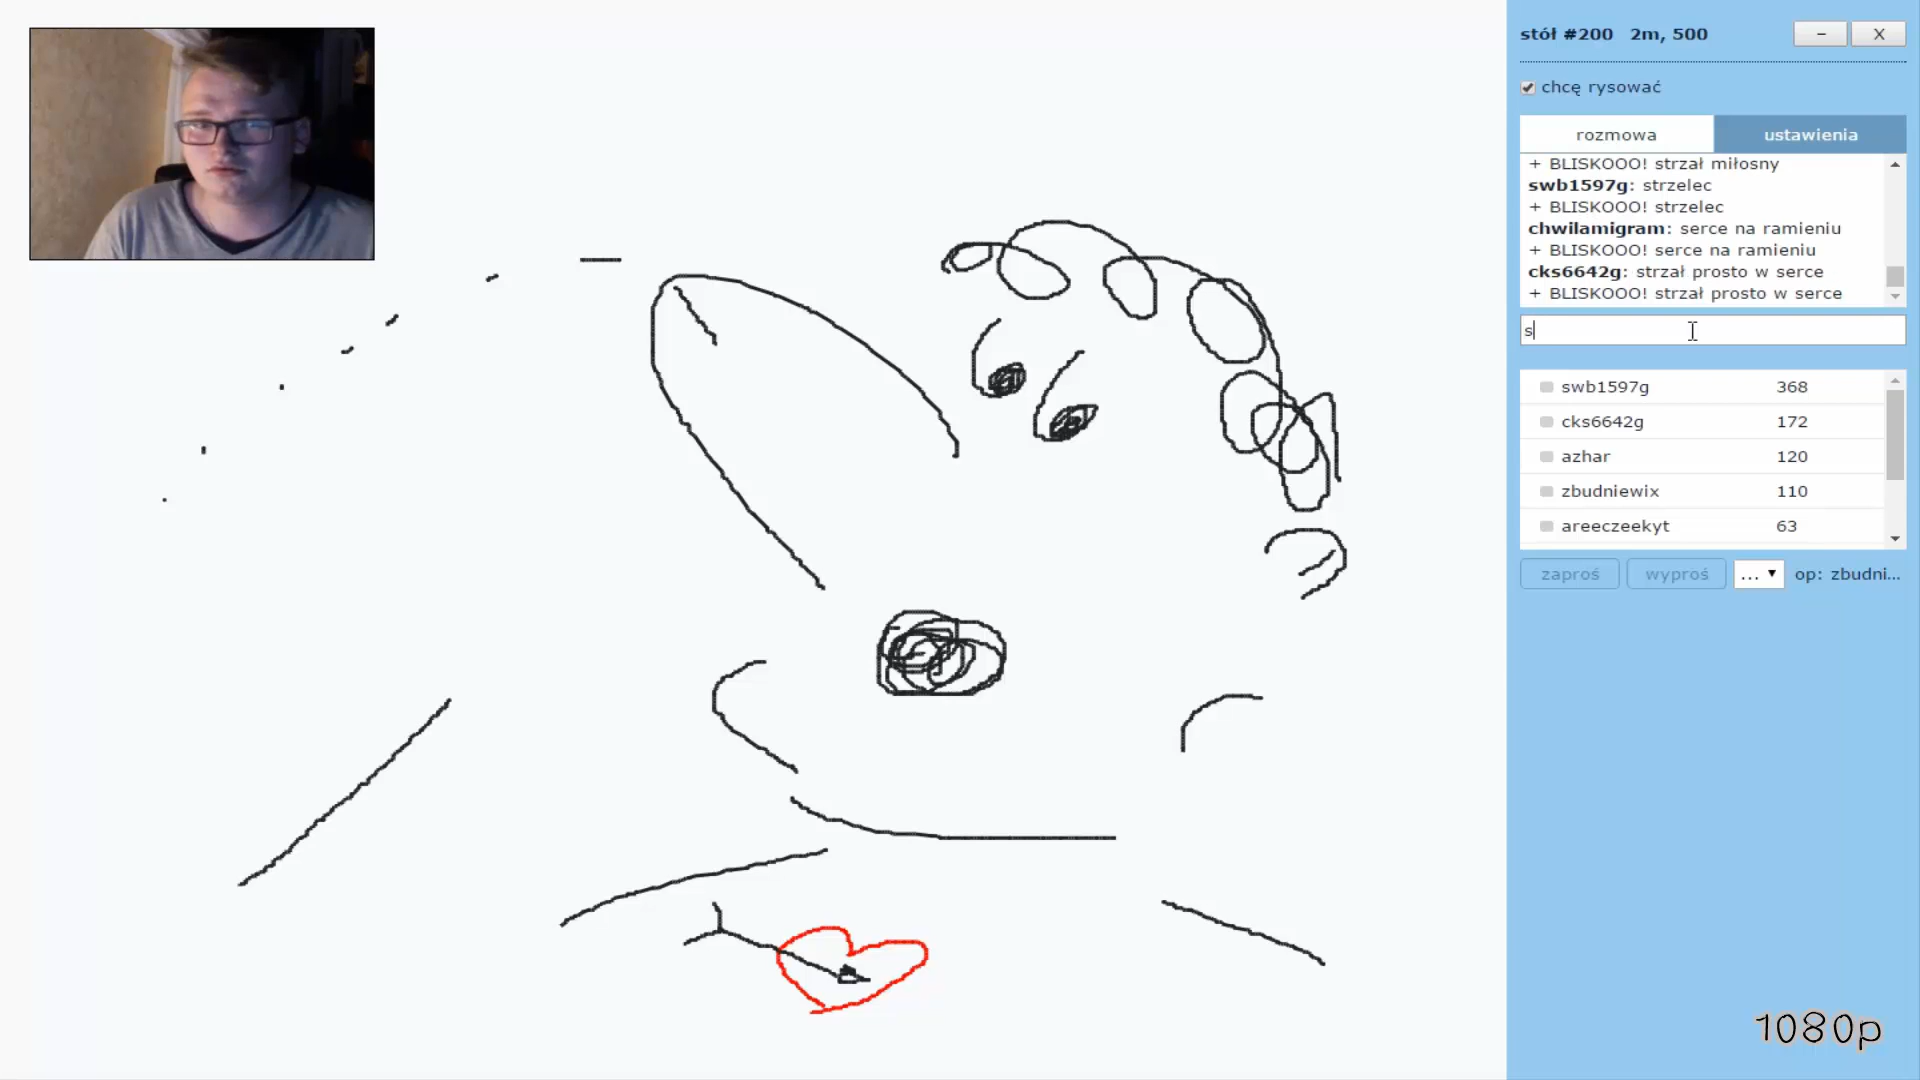 stól #200 2m, 500
– X
chcę rysować
rozmowa ustawienia
+ BLISKOOO! strzał miłosny
swb1597g: strzelec
+ BLISKOOO! strzelec
chwilamigram: serce na ramieniu
+ BLISKOOO! serce na ramieniu
cks6642g: strzał prosto w serce
+ BLISKOOO! strzał prosto w serce
s
swb1597g 368
cks6642g 172
azhar 120
zbudniewix 110
areeczeekyt 63
zaproś wyproś ... op: zbudni...
1080p